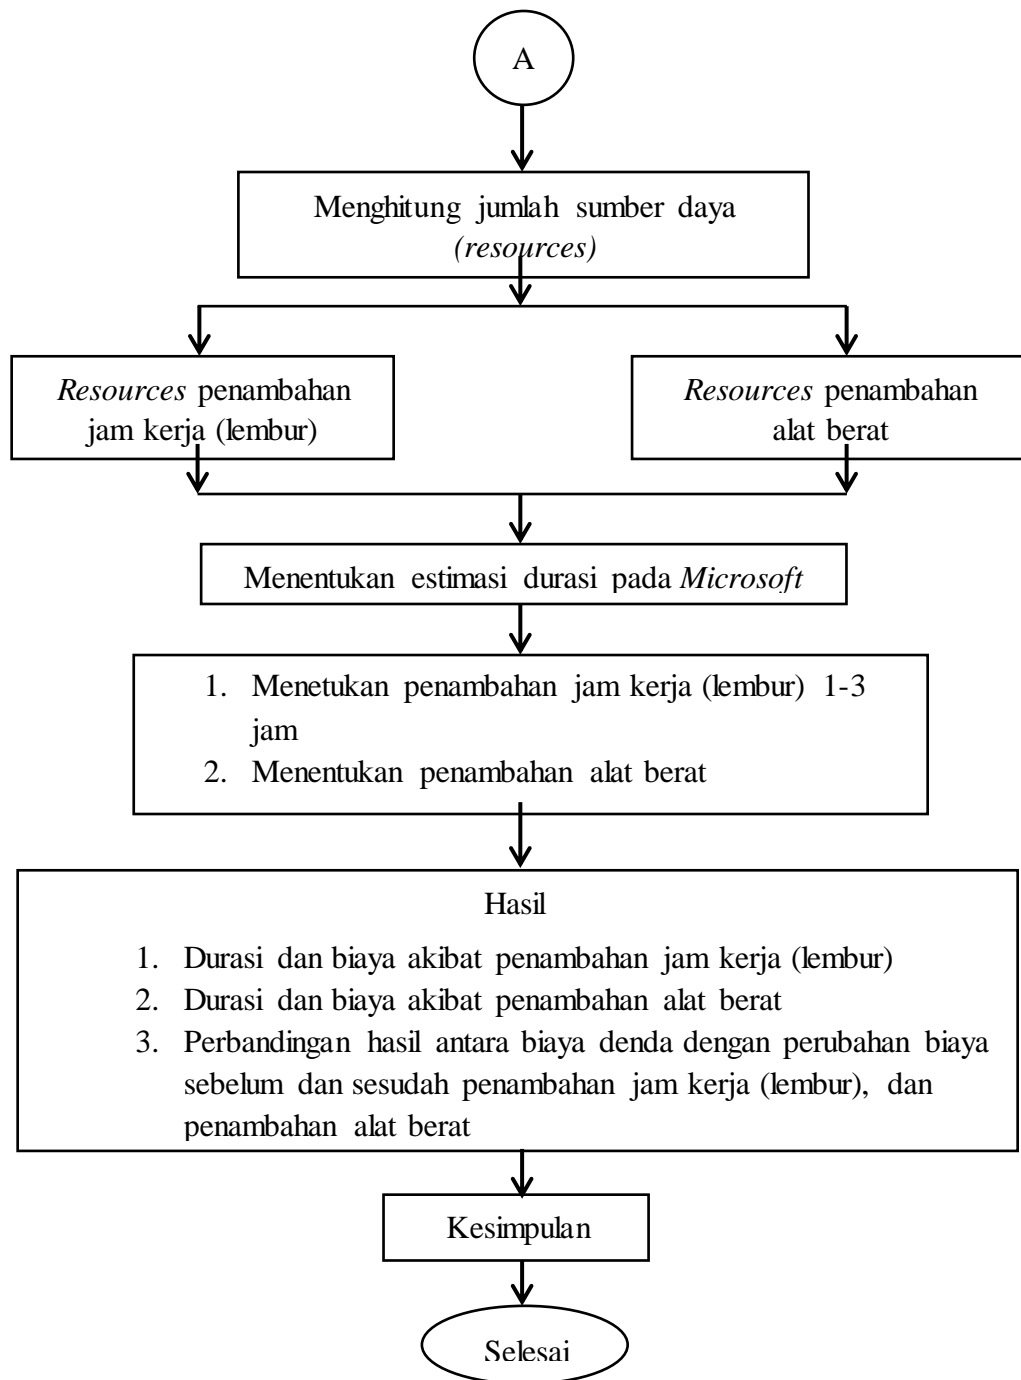 A
Menghitung jumlah sumber daya
(resources)
Resources penambahan
jam kerja (lembur)
Resources penambahan
alat berat
Menentukan estimasi durasi pada Microsoft
1. Menetukan penambahan jam kerja (lembur) 1-3
jam
2. Menentukan penambahan alat berat
Hasil
1. Durasi dan biaya akibat penambahan jam kerja (lembur)
2. Durasi dan biaya akibat penambahan alat berat
3. Perbandingan hasil antara biaya denda dengan perubahan biaya
sebelum dan sesudah penambahan jam kerja (lembur), dan
penambahan alat berat
Kesimpulan
Selesai